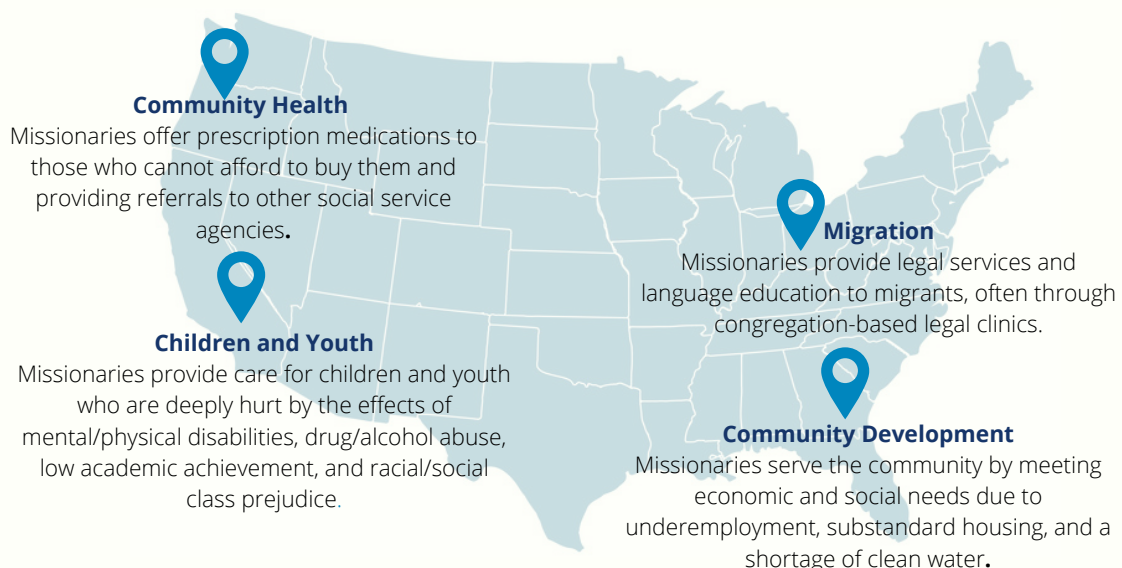 Community Health
Missionaries offer prescription medications to
those who cannot afford to buy them and
providing referrals to other social service
agencies.
Migration
Missionaries provide legal services and
language education to migrants, often through
congregation-based legal clinics.
Children and Youth
Missionaries provide care for children and youth
who are deeply hurt by the effects of
mental/physical disabilities, drug/alcohol abuse,
low academic achievement, and racial/social
class prejudice.
Community Development
Missionaries serve the community by meeting
economic and social needs due to
underemployment, substandard housing, and a
shortage of clean water.